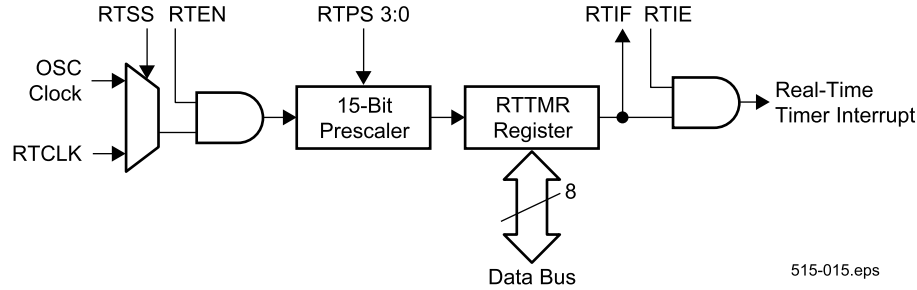 RTSS RTEN RTPS 3:0 RTIF RTIE
OSC
Clock
RTCLK
15-Bit
Prescaler
RTTMR
Register
Real-Time
Timer Interrupt
8
Data Bus
515-015.eps